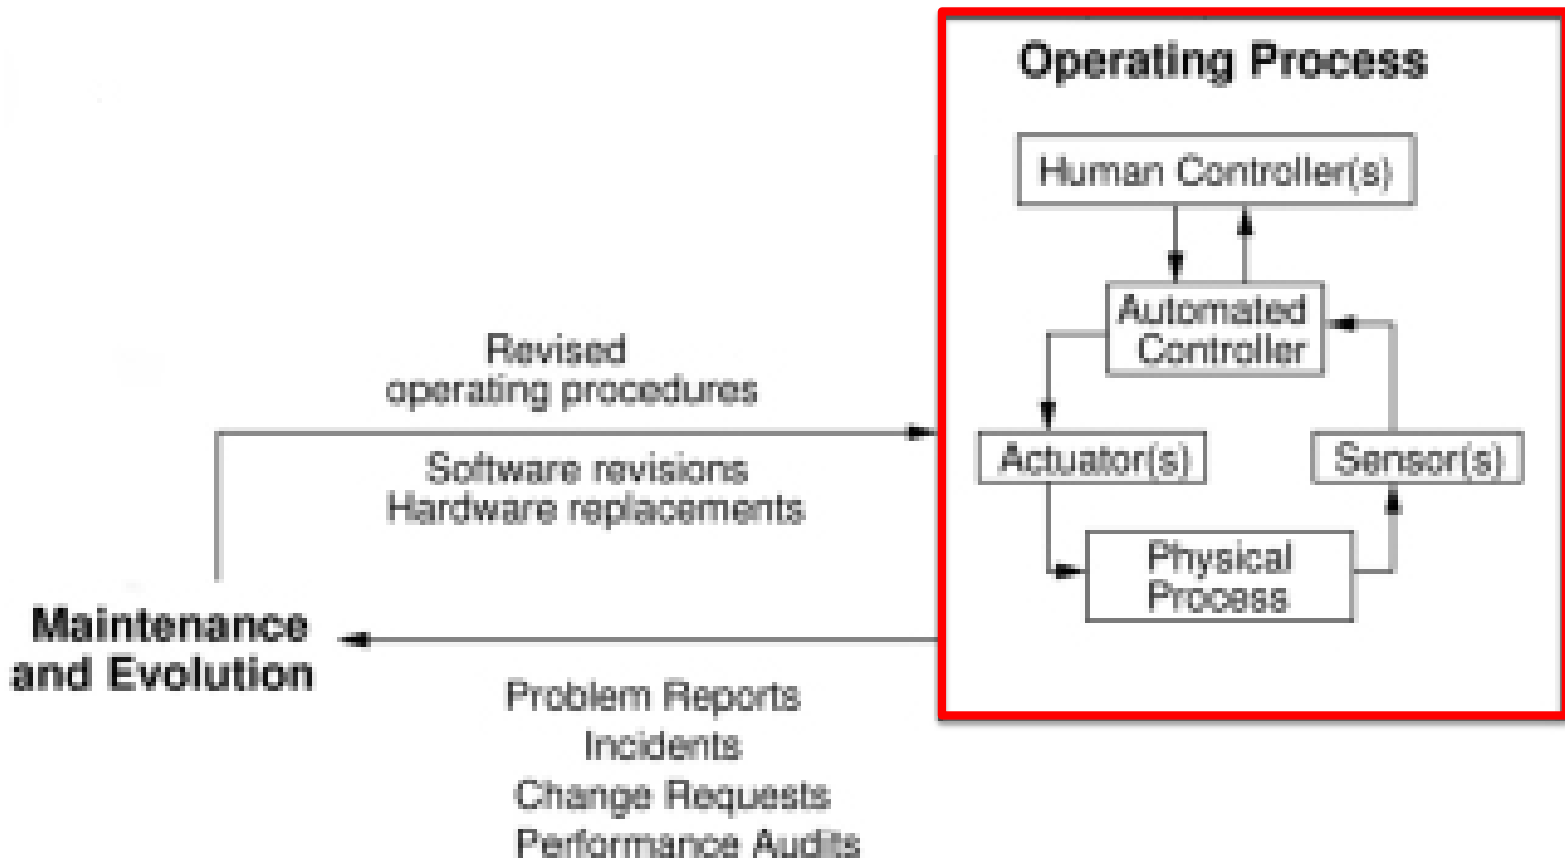 Operating Process
Human Controller(s)
Automated
Controller
Actuator(s)
Sensor(s)
Physical
Process
Revised
operating procedures
Software revisions
Hardware replacements
Maintenance
and Evolution
Problem Reports
Incidents
Change Requests
Performance Audits